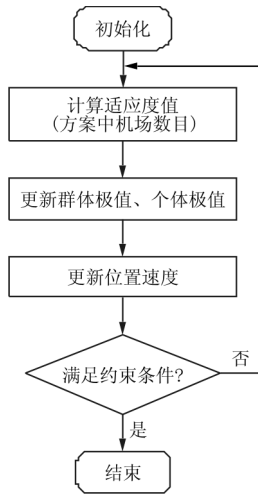 初始化
计算适应度值
(方案中机场数目)
更新群体极值、个体极值
更新位置速度
满足约束条件?
否
是
结束